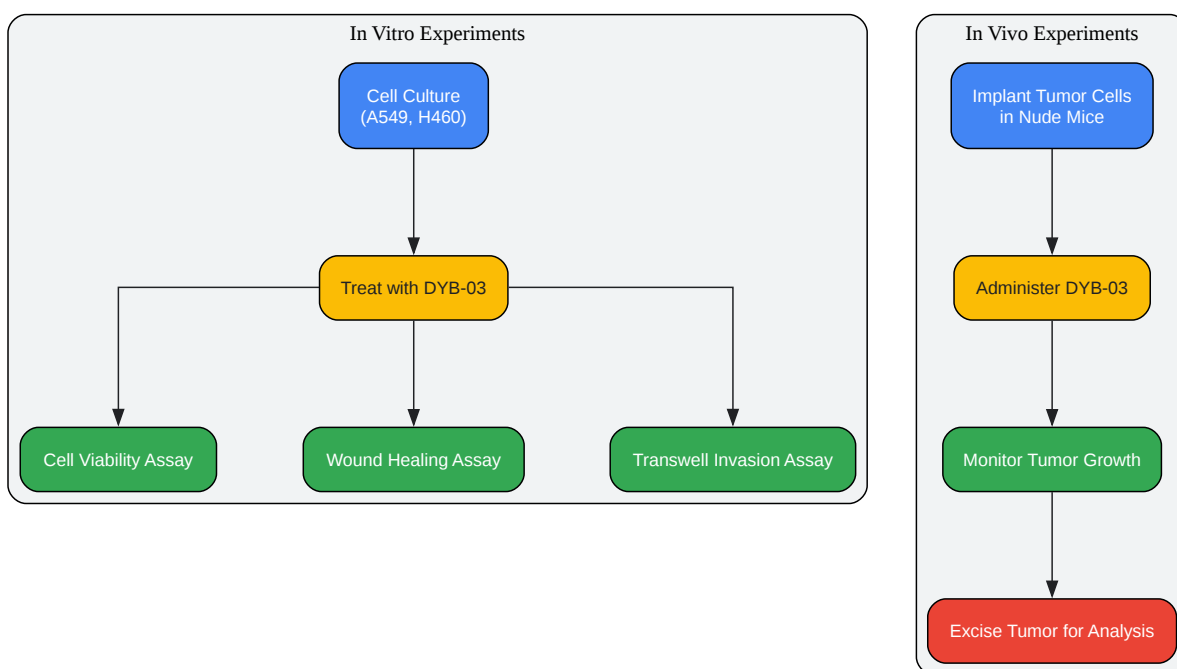 In Vitro Experiments
Cell Culture
(A549, H460)
Treat with DYB-03
Cell Viability Assay
Wound Healing Assay
Transwell Invasion Assay
In Vivo Experiments
Implant Tumor Cells
in Nude Mice
Administer DYB-03
Monitor Tumor Growth
Excise Tumor for Analysis